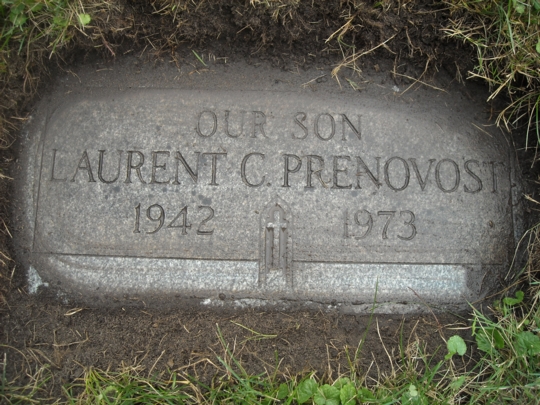 OUR SON
LAURENT C. PRENOVOST
1942 1973